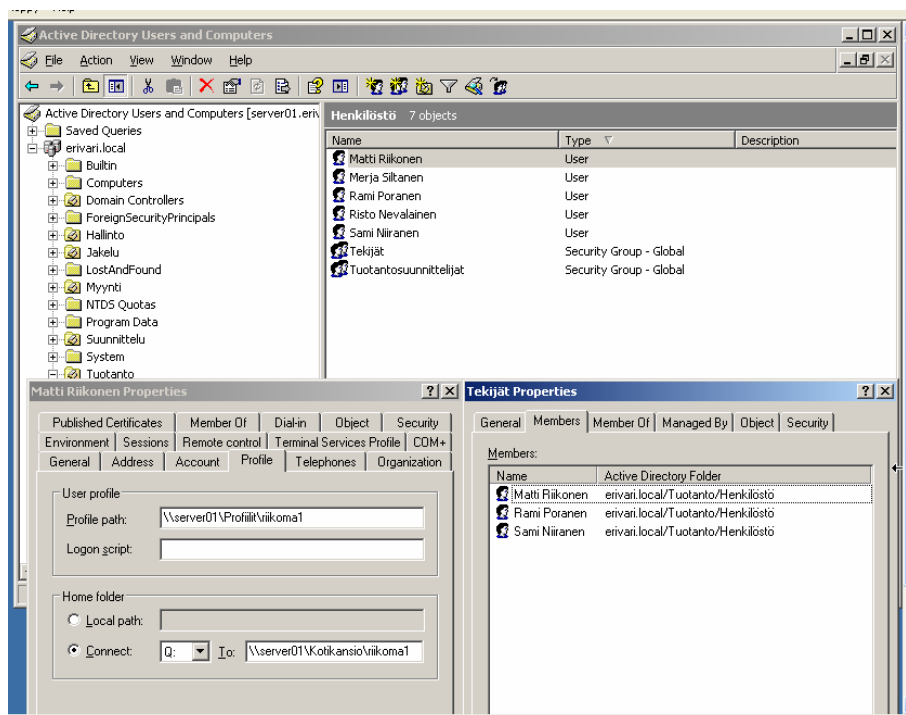 Active Directory Users and Computers
File Action View Window Help
Active Directory Users and Computers [server01.eriv
Saved Queries
erivari.local
Builtin
Computers
Domain Controllers
ForeignSecurityPrincipals
Hallinto
Jakelu
LostAndFound
Myynti
NTDS Quotas
Program Data
Suunnittelu
System
Tuotanto
Henkilöstö 7 objects
Name Type Description
Matti Riikonen User
Merja Siltanen User
Rami Poranen User
Risto Nevalainen User
Sami Niiranen User
Tekijät Security Group - Global
Tuotantosuunnittelijat Security Group - Global
Matti Riikonen Properties
Published Certificates Member Of Dial-in Object Security
Environment Sessions Remote control Terminal Services Profile COM+
General Address Account Profile Telephones Organization
User profile
Profile path: \\server01\Profiilit\riikoma1
Logon script:
Home folder
Local path:
Connect: Q: To: \\server01\Kotikansio\riikoma1
Tekijät Properties
General Members Member Of Managed By Object Security
Members:
Name Active Directory Folder
Matti Riikonen erivari.local/Tuotanto/Henkilöstö
Rami Poranen erivari.local/Tuotanto/Henkilöstö
Sami Niiranen erivari.local/Tuotanto/Henkilöstö